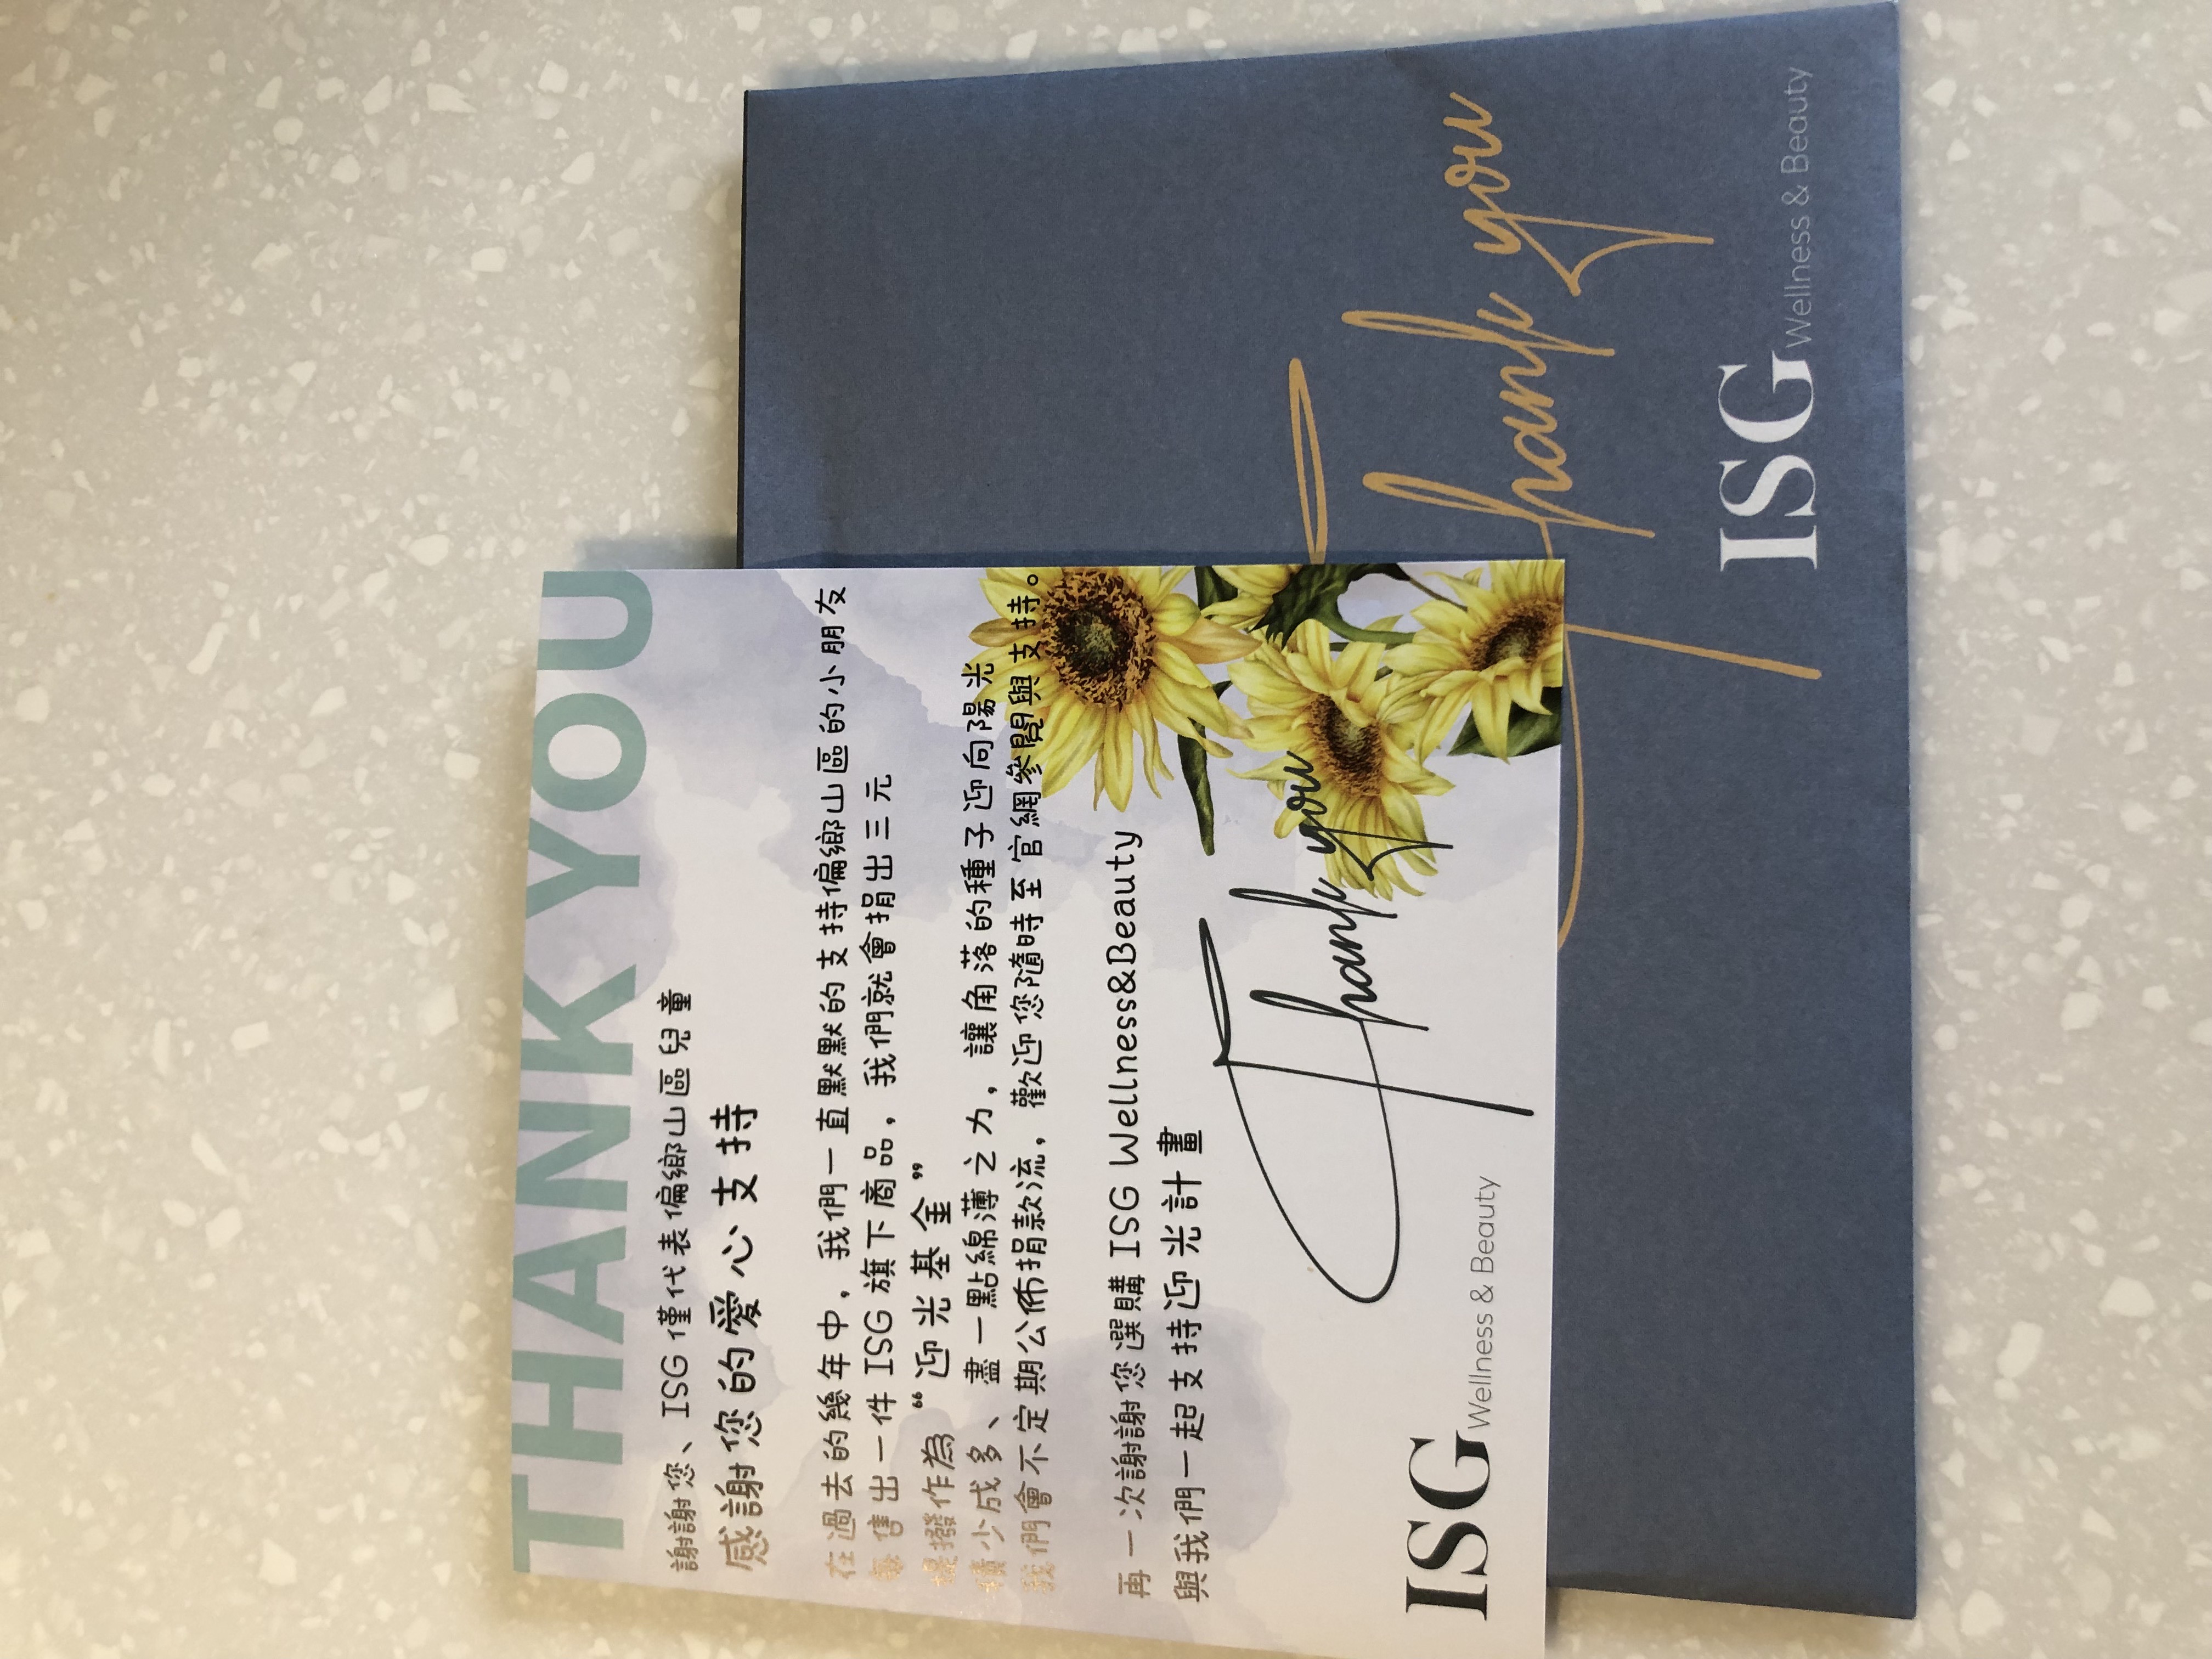 THANK YOU
謝謝您、ISG 僅代表偏鄉山區兒童
感謝您的愛心支持
在過去的幾年中，我們一直默默的支持偏鄉山區的小朋友
每售出一件 ISG 旗下商品，我們就會捐出三元
提撥作為 “迎光基金”
積少成多、盡一點綿薄之力，讓角落的種子迎向陽光
我們會不定期公佈捐款流，歡迎您隨時至官網參閱與支持。
再一次謝謝您選購 ISG Wellness&Beauty
與我們一起支持迎光計畫
Thank you
ISG Wellness & Beauty
Thank you
ISG Wellness & Beauty